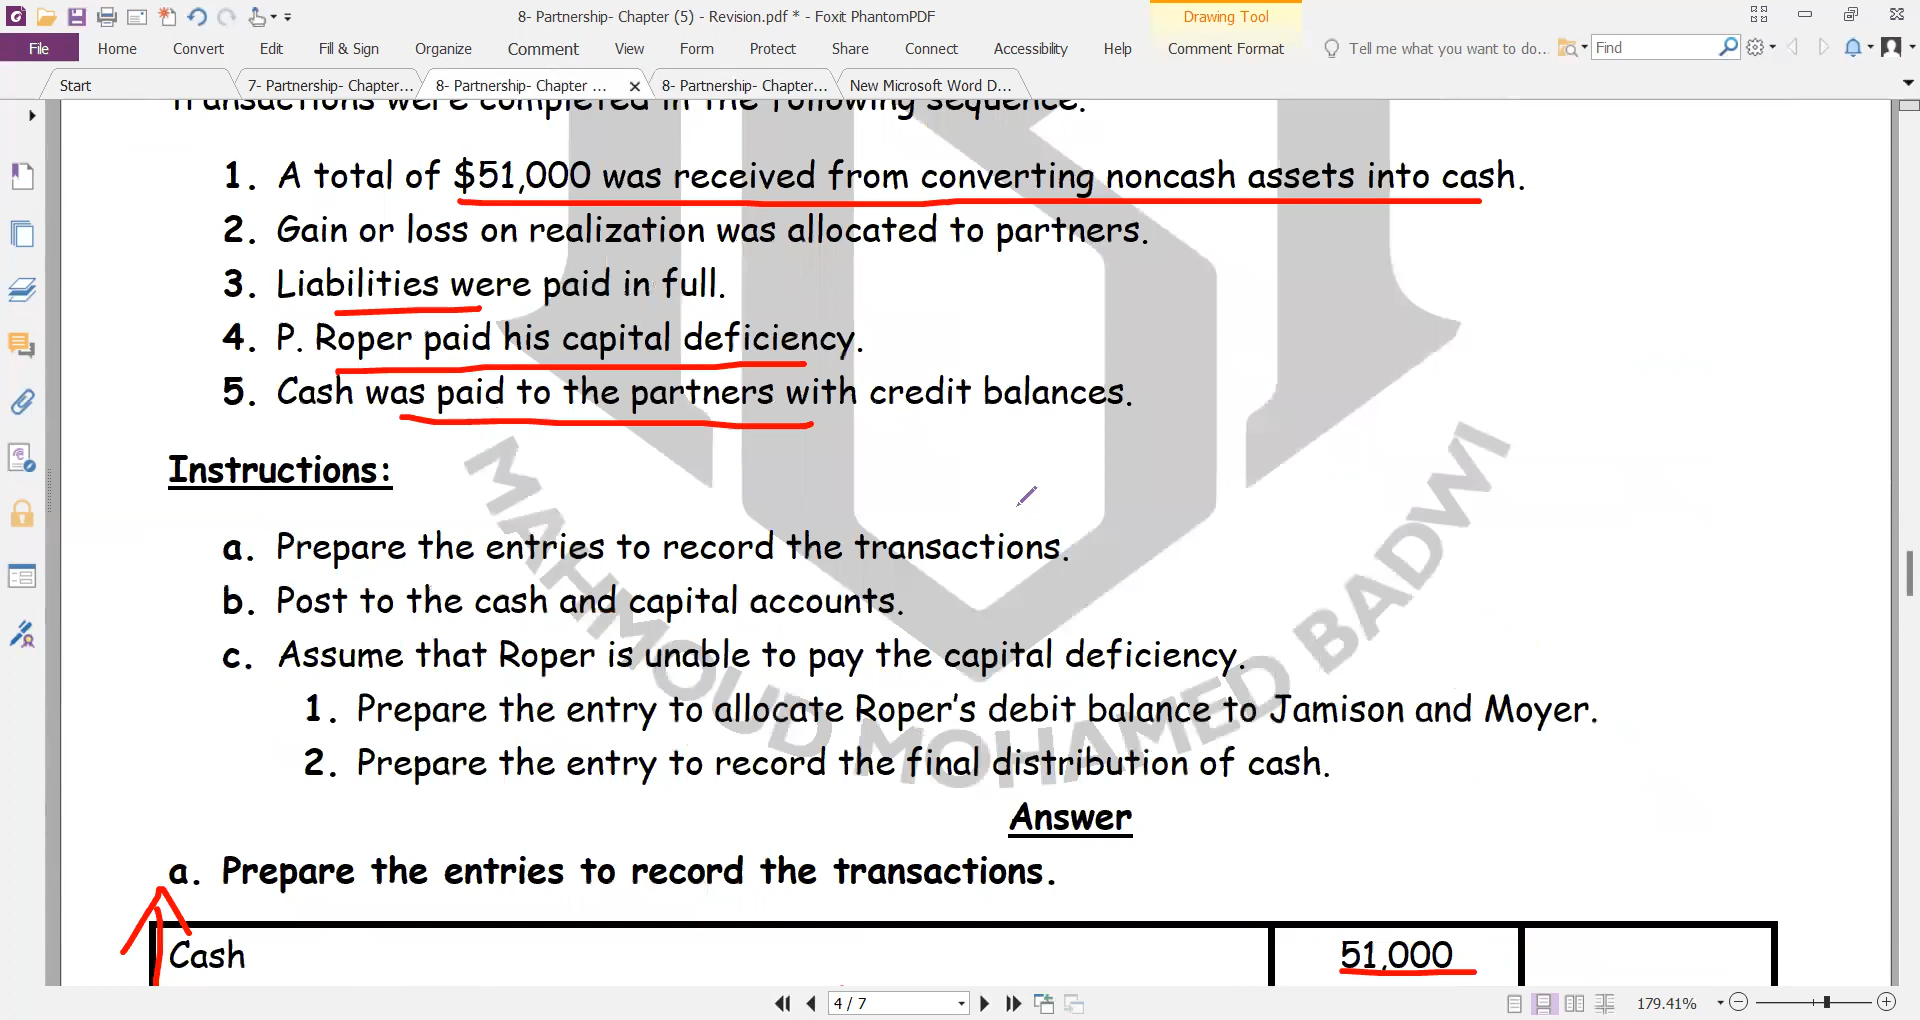 8- Partnership- Chapter (5) - Revision.pdf * - Foxit PhantomPDF
Drawing Tool
File Home Convert Edit Fill & Sign Organize Comment View Form Protect Share Connect Accessibility Help Comment Format Tell me what you want to do... Find
Start 7- Partnership- Chapter... 8- Partnership- Chapter ... 8- Partnership- Chapter... New Microsoft Word D...
Transactions were completed in the following sequence.
1. A total of $51,000 was received from converting noncash assets into cash.
2. Gain or loss on realization was allocated to partners.
3. Liabilities were paid in full.
4. P. Roper paid his capital deficiency.
5. Cash was paid to the partners with credit balances.
Instructions:
a. Prepare the entries to record the transactions.
b. Post to the cash and capital accounts.
c. Assume that Roper is unable to pay the capital deficiency.
1. Prepare the entry to allocate Roper's debit balance to Jamison and Moyer.
2. Prepare the entry to record the final distribution of cash.
MAHMOUD MOHAMED BADWI
Answer
a. Prepare the entries to record the transactions.
Cash 51,000
4 / 7
179.41%